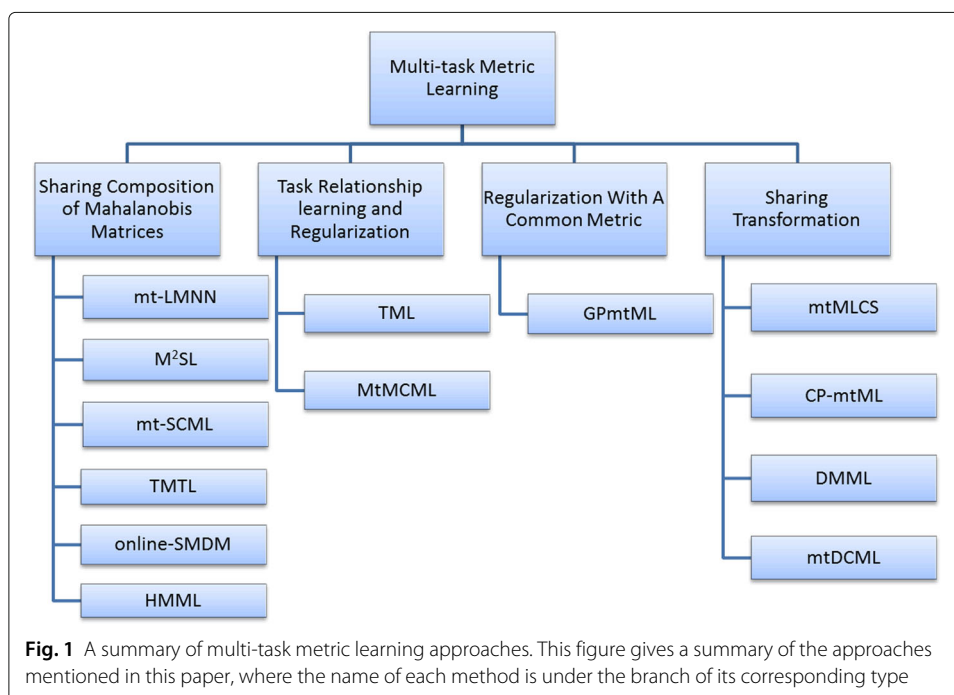 Multi-task Metric
Learning
Sharing Composition
of Mahalanobis
Matrices
mt-LMNN
M²SL
mt-SCML
TMTL
online-SMDM
HMML
Task Relationship
learning and
Regularization
TML
MtMCML
Regularization With A
Common Metric
GPmtML
Sharing
Transformation
mtMLCS
CP-mtML
DMML
mtDCML
Fig. 1 A summary of multi-task metric learning approaches. This figure gives a summary of the approaches
mentioned in this paper, where the name of each method is under the branch of its corresponding type